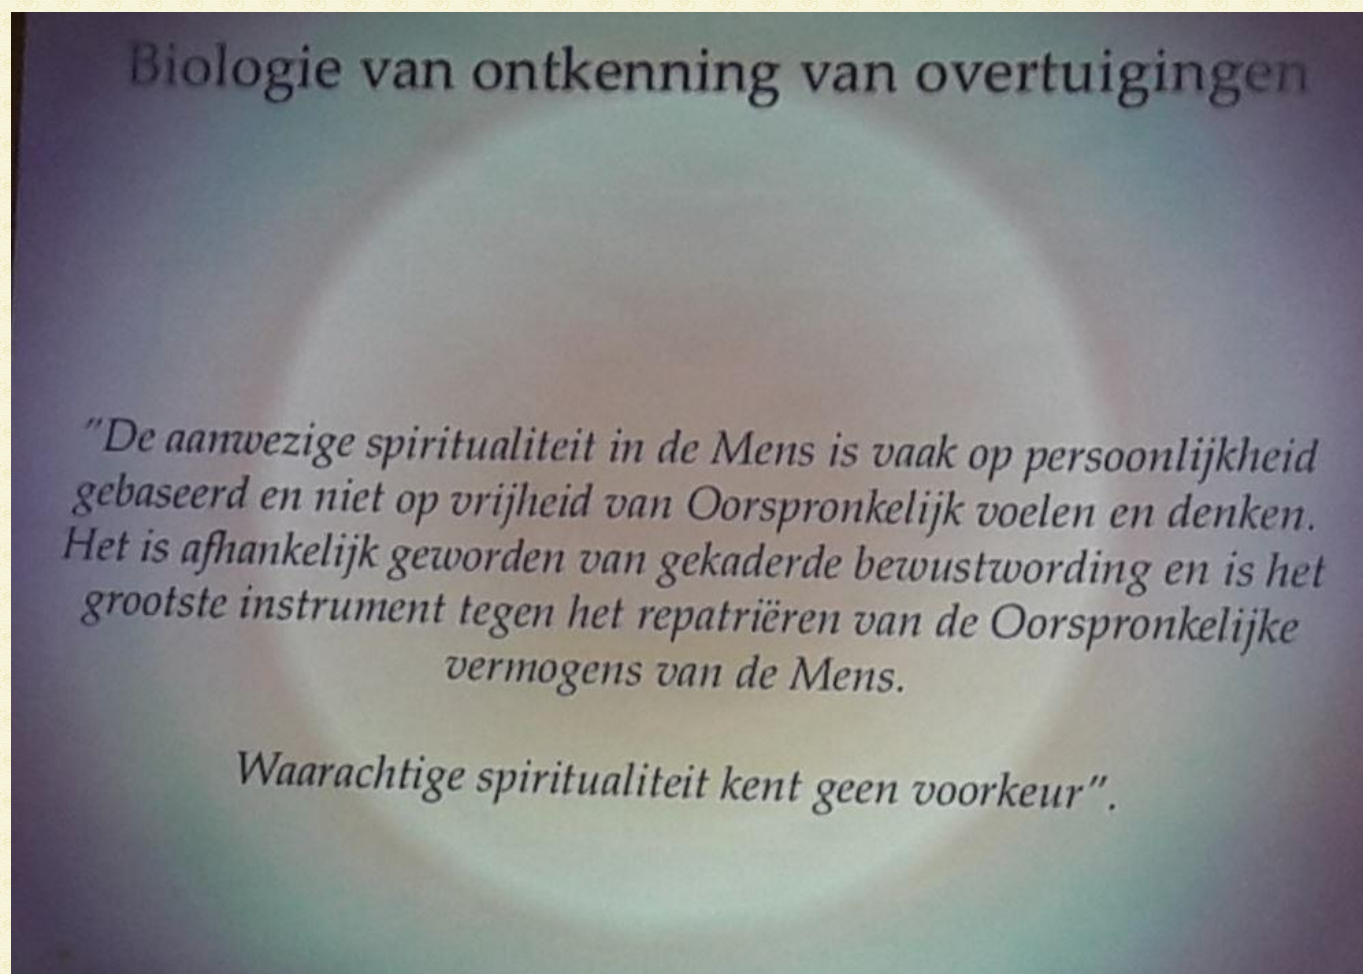 Biologie van ontkenning van overtuigingen
"De aanwezige spiritualiteit in de Mens is vaak op persoonlijkheid
gebaseerd en niet op vrijheid van Oorspronkelijk voelen en denken.
Het is afhankelijk geworden van gekaderde bewustwording en is het
grootste instrument tegen het repatriëren van de Oorspronkelijke
vermogens van de Mens.
Waarachtige spiritualiteit kent geen voorkeur".